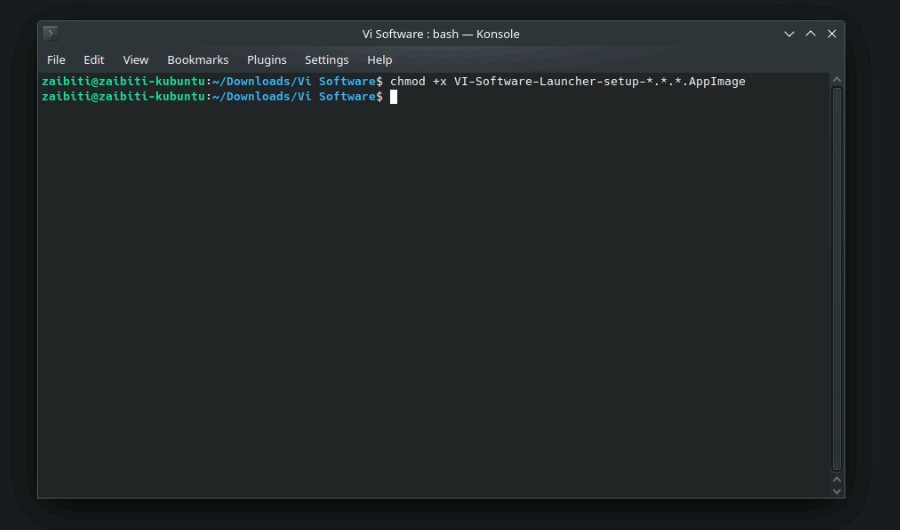 Vi Software : bash — Konsole
File Edit View Bookmarks Plugins Settings Help
zaibiti@zaibiti-kubuntu:~/Downloads/Vi Software$ chmod +x VI-Software-Launcher-setup-*.*.*.AppImage
zaibiti@zaibiti-kubuntu:~/Downloads/Vi Software$